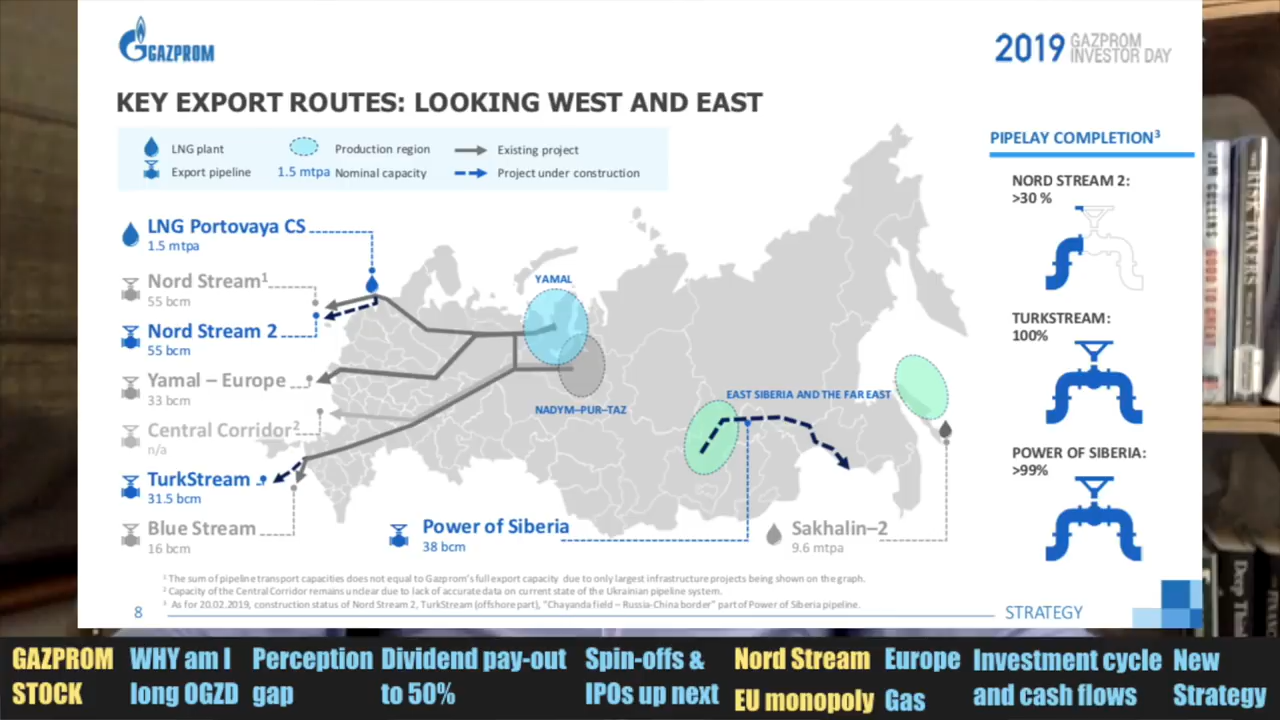 GAZPROM
2019 GAZPROM
INVESTOR DAY
KEY EXPORT ROUTES: LOOKING WEST AND EAST
LNG plant
Production region
Existing project
Export pipeline
1.5 mtpa Nominal capacity
Project under construction
PIPELAY COMPLETION3
NORD STREAM 2:
>30 %
TURKSTREAM:
100%
POWER OF SIBERIA:
>99%
LNG Portovaya CS
1.5 mtpa
Nord Stream1
55 bcm
Nord Stream 2
55 bcm
Yamal – Europe
33 bcm
Central Corridor2
n/a
TurkStream
31.5 bcm
Blue Stream
16 bcm
YAMAL
NADYM–PUR–TAZ
EAST SIBERIA AND THE FAR EAST
Power of Siberia
38 bcm
Sakhalin–2
9.6 mtpa
1 The sum of pipeline transport capacities does not equal to Gazprom's full export capacity due to only largest infrastructure projects being shown on the graph.
2 Capacity of the Central Corridor remains unclear due to lack of accurate data on current state of the Ukrainian pipeline system.
3 As for 20.02.2019, construction status of Nord Stream 2, TurkStream (offshore part), "Chayanda field – Russia-China border" part of Power of Siberia pipeline.
8
STRATEGY
JIM COLLINS GOOD TO GREAT
RISK TAKERS
GAZPROM
STOCK
WHY am I
long OGZD
Perception
gap
Dividend pay-out
to 50%
Spin-offs &
IPOs up next
Nord Stream
EU monopoly
Europe
Gas
Investment cycle
and cash flows
New
Strategy